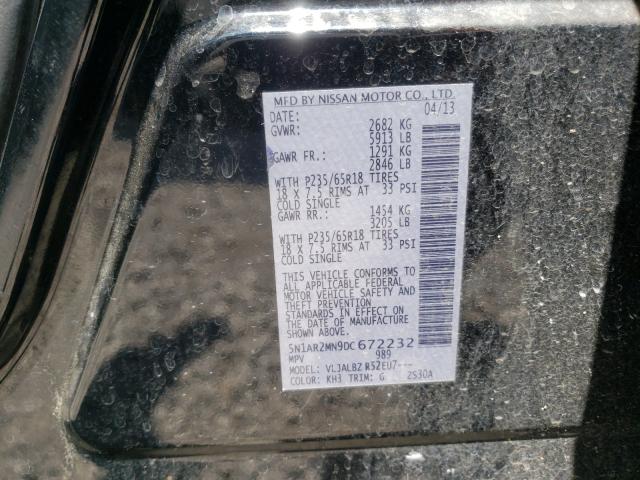 MFD BY NISSAN MOTOR CO., LTD.
DATE: 04/13
GVWR: 2682 KG
5913 LB
GAWR FR.: 1291 KG
2846 LB
WITH P235/65R18 TIRES
18 X 7.5 RIMS AT 33 PSI
COLD SINGLE
GAWR RR.: 1454 KG
3205 LB
WITH P235/65R18 TIRES
18 X 7.5 RIMS AT 33 PSI
COLD SINGLE
THIS VEHICLE CONFORMS TO
ALL APPLICABLE FEDERAL
MOTOR VEHICLE SAFETY AND
THEFT PREVENTION
STANDARDS IN EFFECT ON
THE DATE OF MANUFACTURE
SHOWN ABOVE.
5N1AR2MN9DC672232
MPV 989
MODEL: VLJALBZ R52EU7---
COLOR: KH3 TRIM: G 2S30A